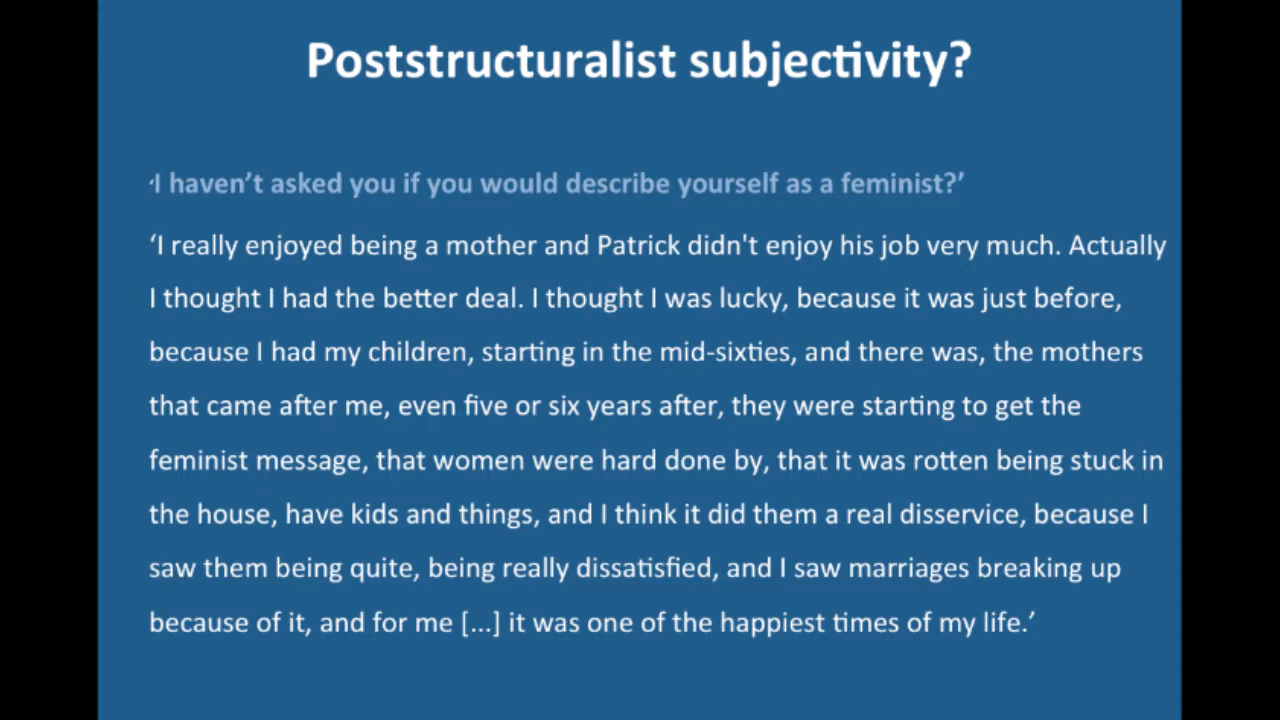 Poststructuralist subjectivity?
‘I haven’t asked you if you would describe yourself as a feminist?’
‘I really enjoyed being a mother and Patrick didn't enjoy his job very much. Actually
I thought I had the better deal. I thought I was lucky, because it was just before,
because I had my children, starting in the mid-sixties, and there was, the mothers
that came after me, even five or six years after, they were starting to get the
feminist message, that women were hard done by, that it was rotten being stuck in
the house, have kids and things, and I think it did them a real disservice, because I
saw them being quite, being really dissatisfied, and I saw marriages breaking up
because of it, and for me [...] it was one of the happiest times of my life.’